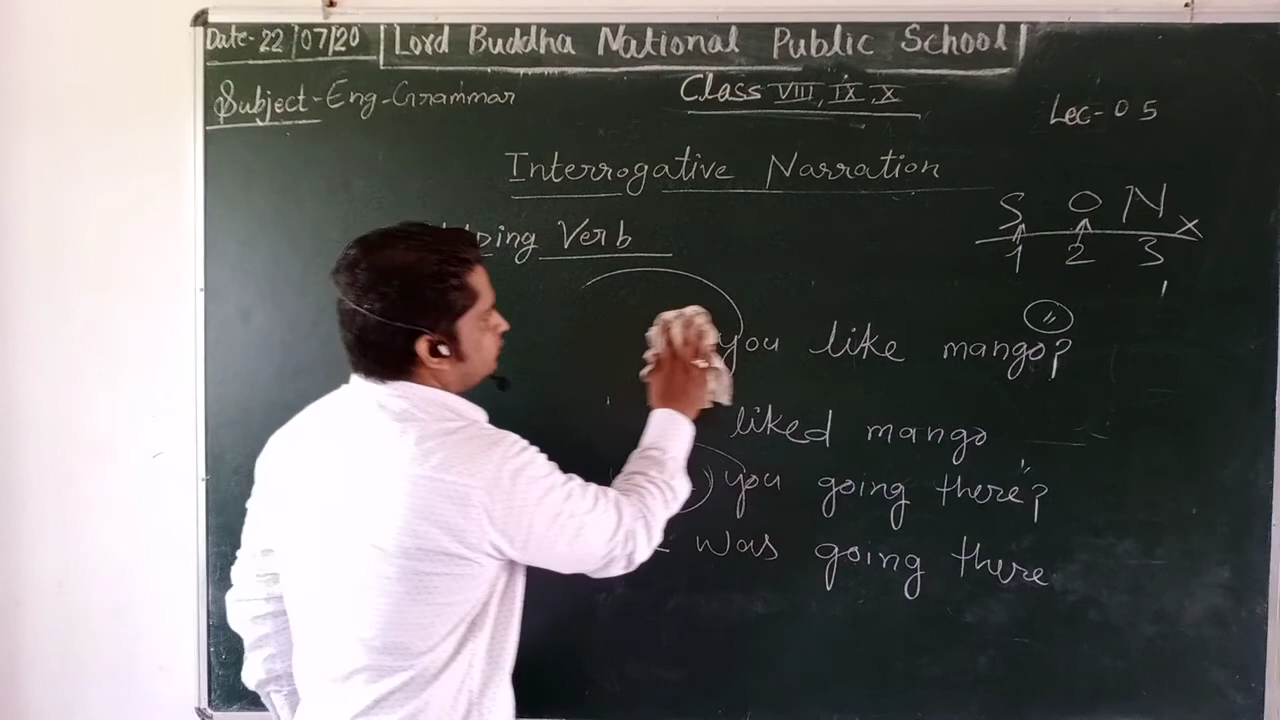 Date- 22/07/20 Lord Buddha National Public School
Subject-Eng-Grammar Class VIII, IX, X Lec-05
Interrogative Narration
S O N x
1 2 3
Verb
you like mango?"
liked mango
you going there"?
was going there